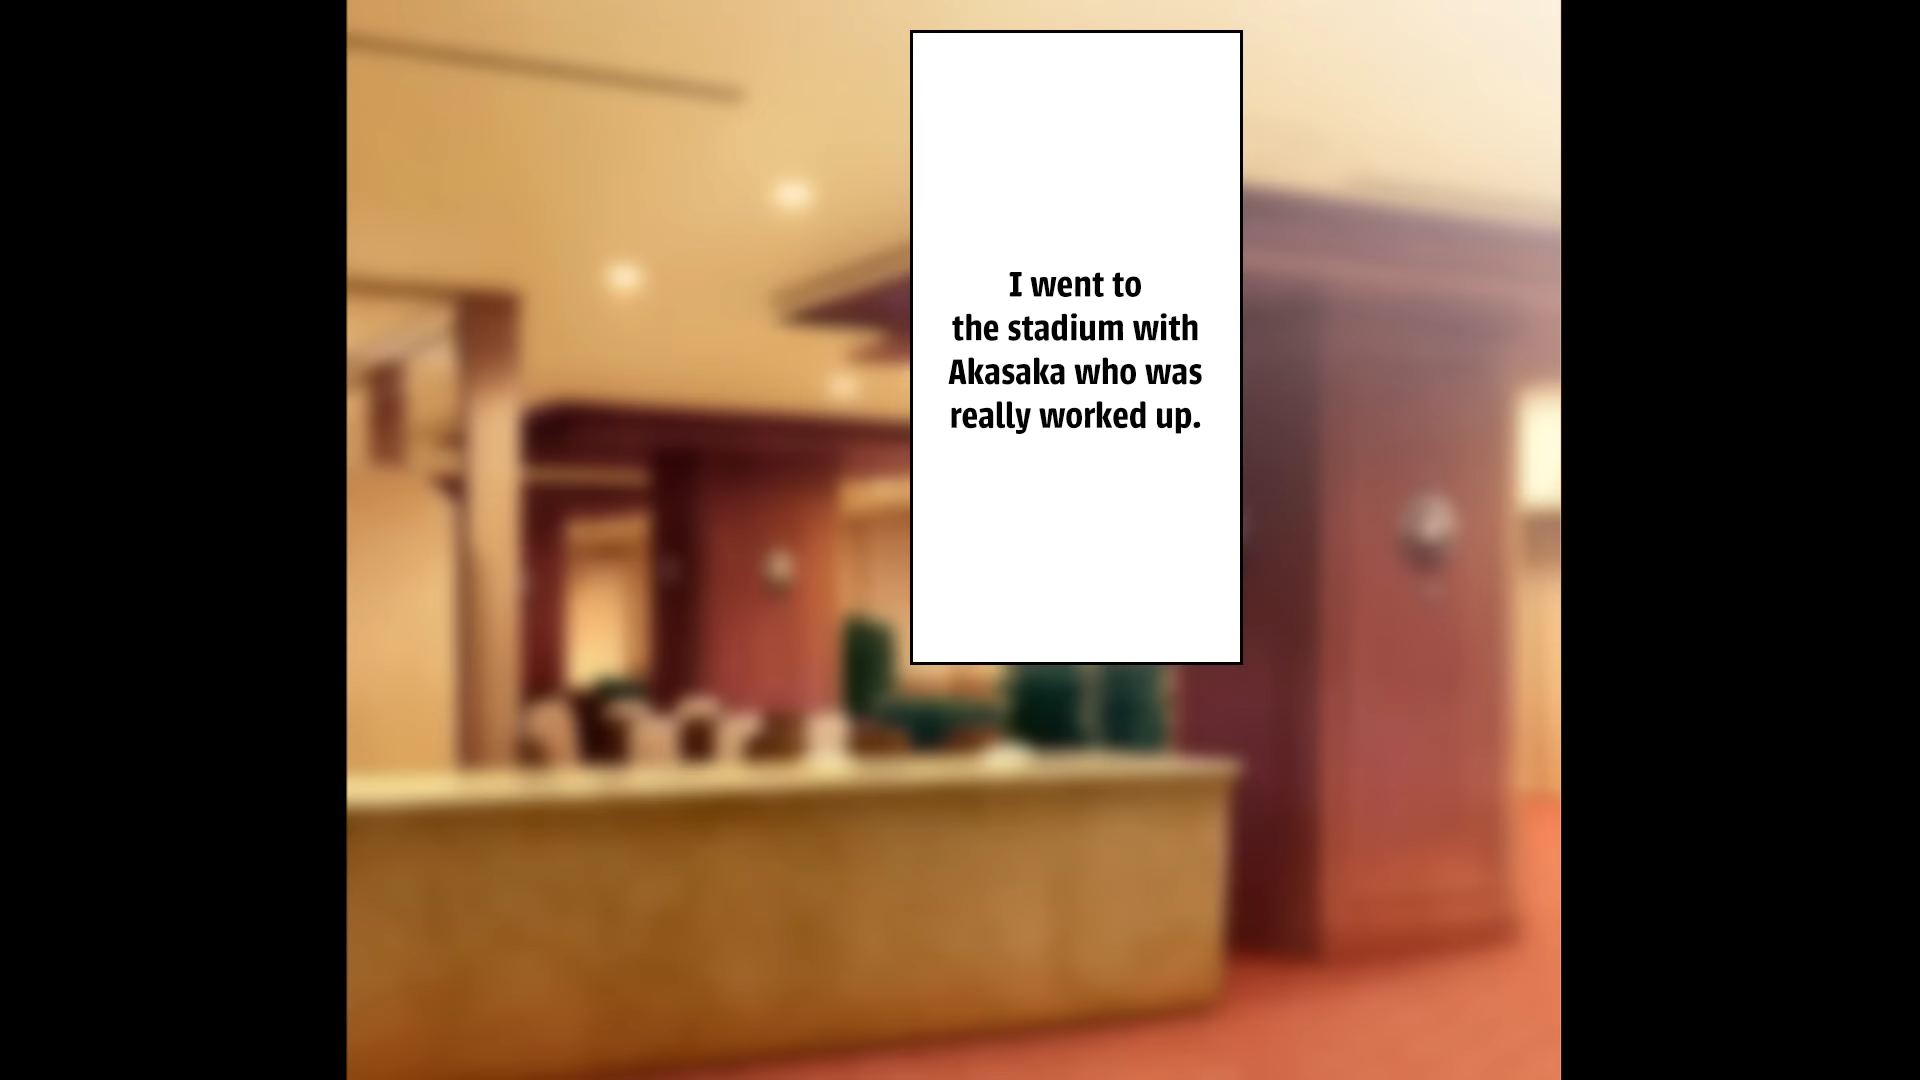 I went to
the stadium with
Akasaka who was
really worked up.